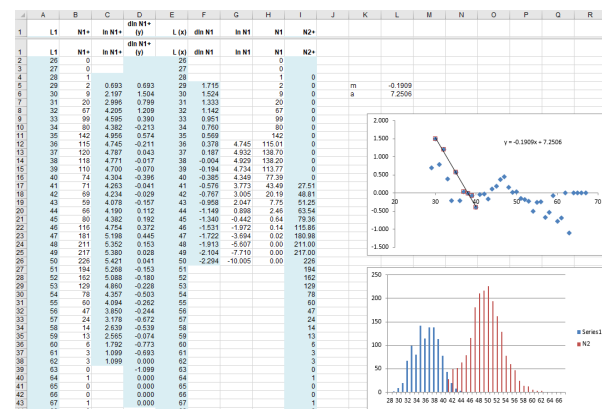 A B C D E F G H I J K L M N O P Q R
1 L1 N1+ ln N1+ dln N1+ (y) L (x) dln N1 ln N1 N1 N2+
1 L1 N1+ ln N1+ dln N1+ (y) L (x) dln N1 ln N1 N1 N2+
2 26 0 26 0
3 27 0 27 0
4 28 1 28 1 0
5 29 2 0.693 0.693 29 1.715 2 0 m -0.1909
6 30 9 2.197 1.504 30 1.524 9 0 a 7.2506
7 31 20 2.996 0.799 31 1.333 20 0
8 32 67 4.205 1.209 32 1.142 67 0
9 33 99 4.595 0.390 33 0.951 99 0
10 34 80 4.382 -0.213 34 0.760 80 0
11 35 142 4.956 0.574 35 0.569 142 0
12 36 115 4.745 -0.211 36 0.378 4.745 115.01 0
13 37 120 4.787 0.043 37 0.187 4.932 138.70 0
14 38 118 4.771 -0.017 38 -0.004 4.929 138.20 0
15 39 110 4.700 -0.070 39 -0.194 4.734 113.77 0
16 40 74 4.304 -0.396 40 -0.385 4.349 77.39 0
17 41 71 4.263 -0.041 41 -0.576 3.773 43.49 27.51
18 42 69 4.234 -0.029 42 -0.767 3.005 20.19 48.81
19 43 59 4.078 -0.157 43 -0.958 2.047 7.75 51.25
20 44 66 4.190 0.112 44 -1.149 0.898 2.46 63.54
21 45 80 4.382 0.192 45 -1.340 -0.442 0.64 79.36
22 46 116 4.754 0.372 46 -1.531 -1.972 0.14 115.86
23 47 181 5.198 0.445 47 -1.722 -3.694 0.02 180.98
24 48 211 5.352 0.153 48 -1.913 -5.607 0.00 211.00
25 49 217 5.380 0.028 49 -2.104 -7.710 0.00 217.00
26 50 226 5.421 0.041 50 -2.294 -10.005 0.00 226
27 51 194 5.268 -0.153 51 194
28 52 162 5.088 -0.180 52 162
29 53 129 4.860 -0.228 53 129
30 54 78 4.357 -0.503 54 78
31 55 60 4.094 -0.262 55 60
32 56 47 3.850 -0.244 56 47
33 57 24 3.178 -0.672 57 24
34 58 14 2.639 -0.539 58 14
35 59 13 2.565 -0.074 59 13
36 60 6 1.792 -0.773 60 6
37 61 3 1.099 -0.693 61 3
38 62 3 1.099 0.000 62 3
39 63 0 -1.099 63 0
40 64 1 0.000 64 1
41 65 0 0.000 65 0
42 66 0 0.000 66 0
43 67 1 0.000 67 1
2.000
1.500
1.000
0.500
0.000
-0.500
-1.000
-1.500
20 30 40 50 60 70
y = -0.1909x + 7.2506
250
200
150
100
50
0
28 30 32 34 36 38 40 42 44 46 48 50 52 54 56 58 60 62 64 66
Series1
N2